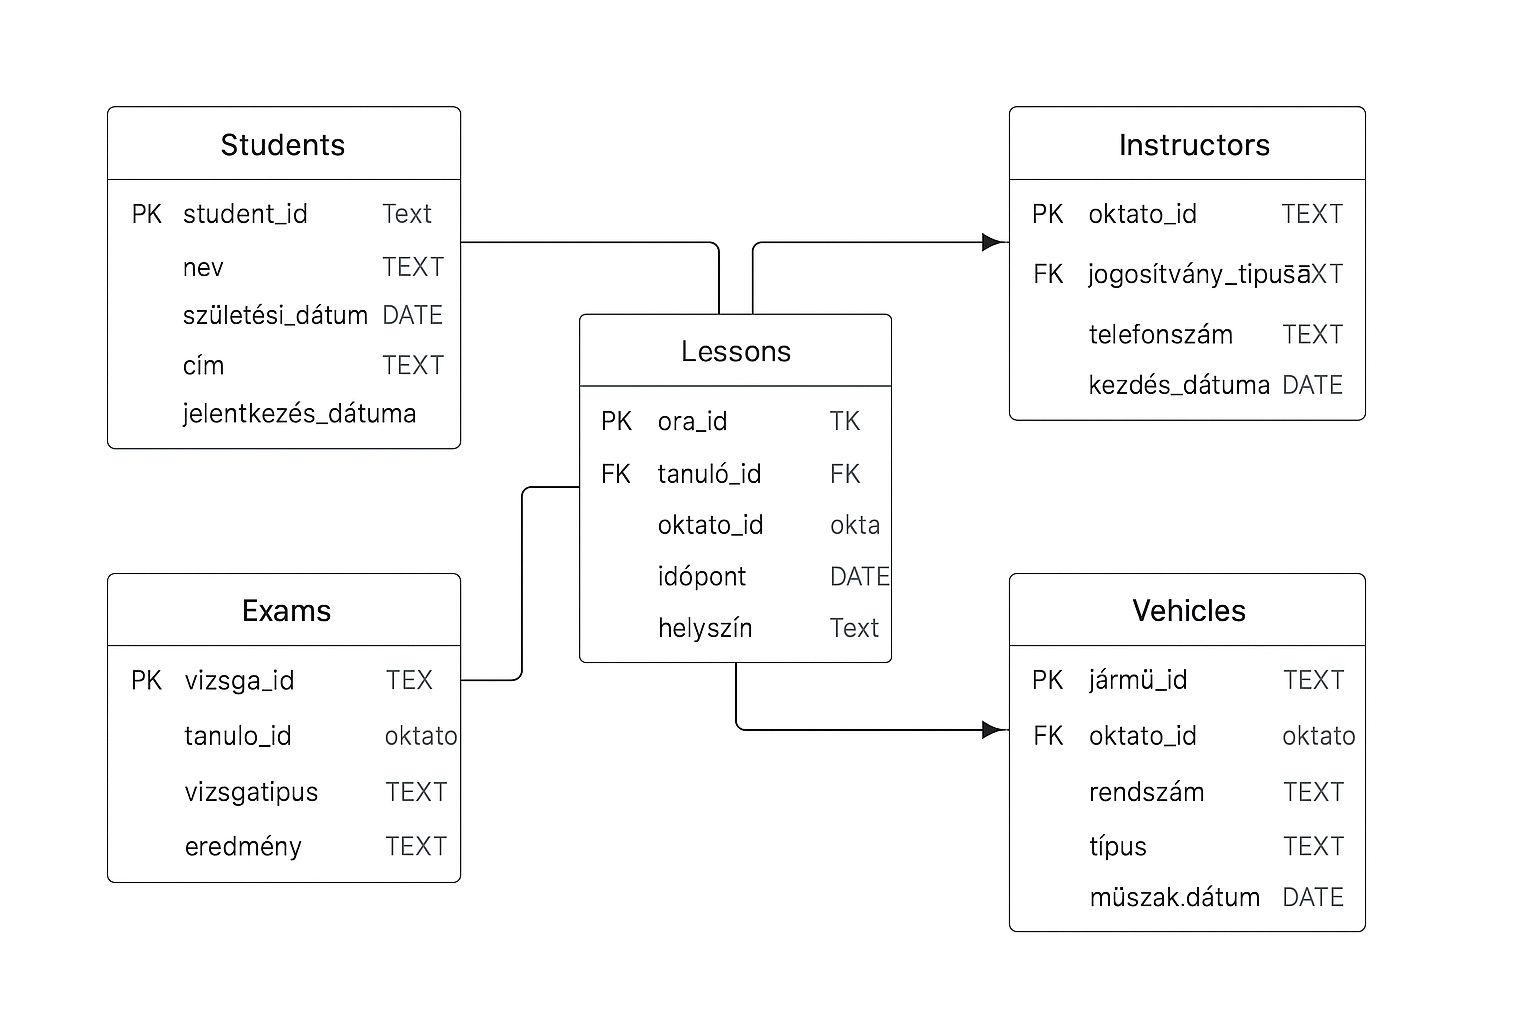 Students
PK student_id Text
nev TEXT
születési_dátum DATE
cím TEXT
jelentkezés_dátuma
Instructors
PK oktato_id TEXT
FK
telefonszám TEXT
kezdés_dátuma DATE
Lessons
PK ora_id TK
FK tanuló_id FK
oktato_id okta
idópont DATE
helyszín Text
Exams
PK vizsga_id TEX
tanulo_id oktato
vizsgatipus TEXT
eredmény TEXT
Vehicles
PK jármü_id TEXT
FK oktato_id oktato
rendszám TEXT
típus TEXT
müszak.dátum DATE